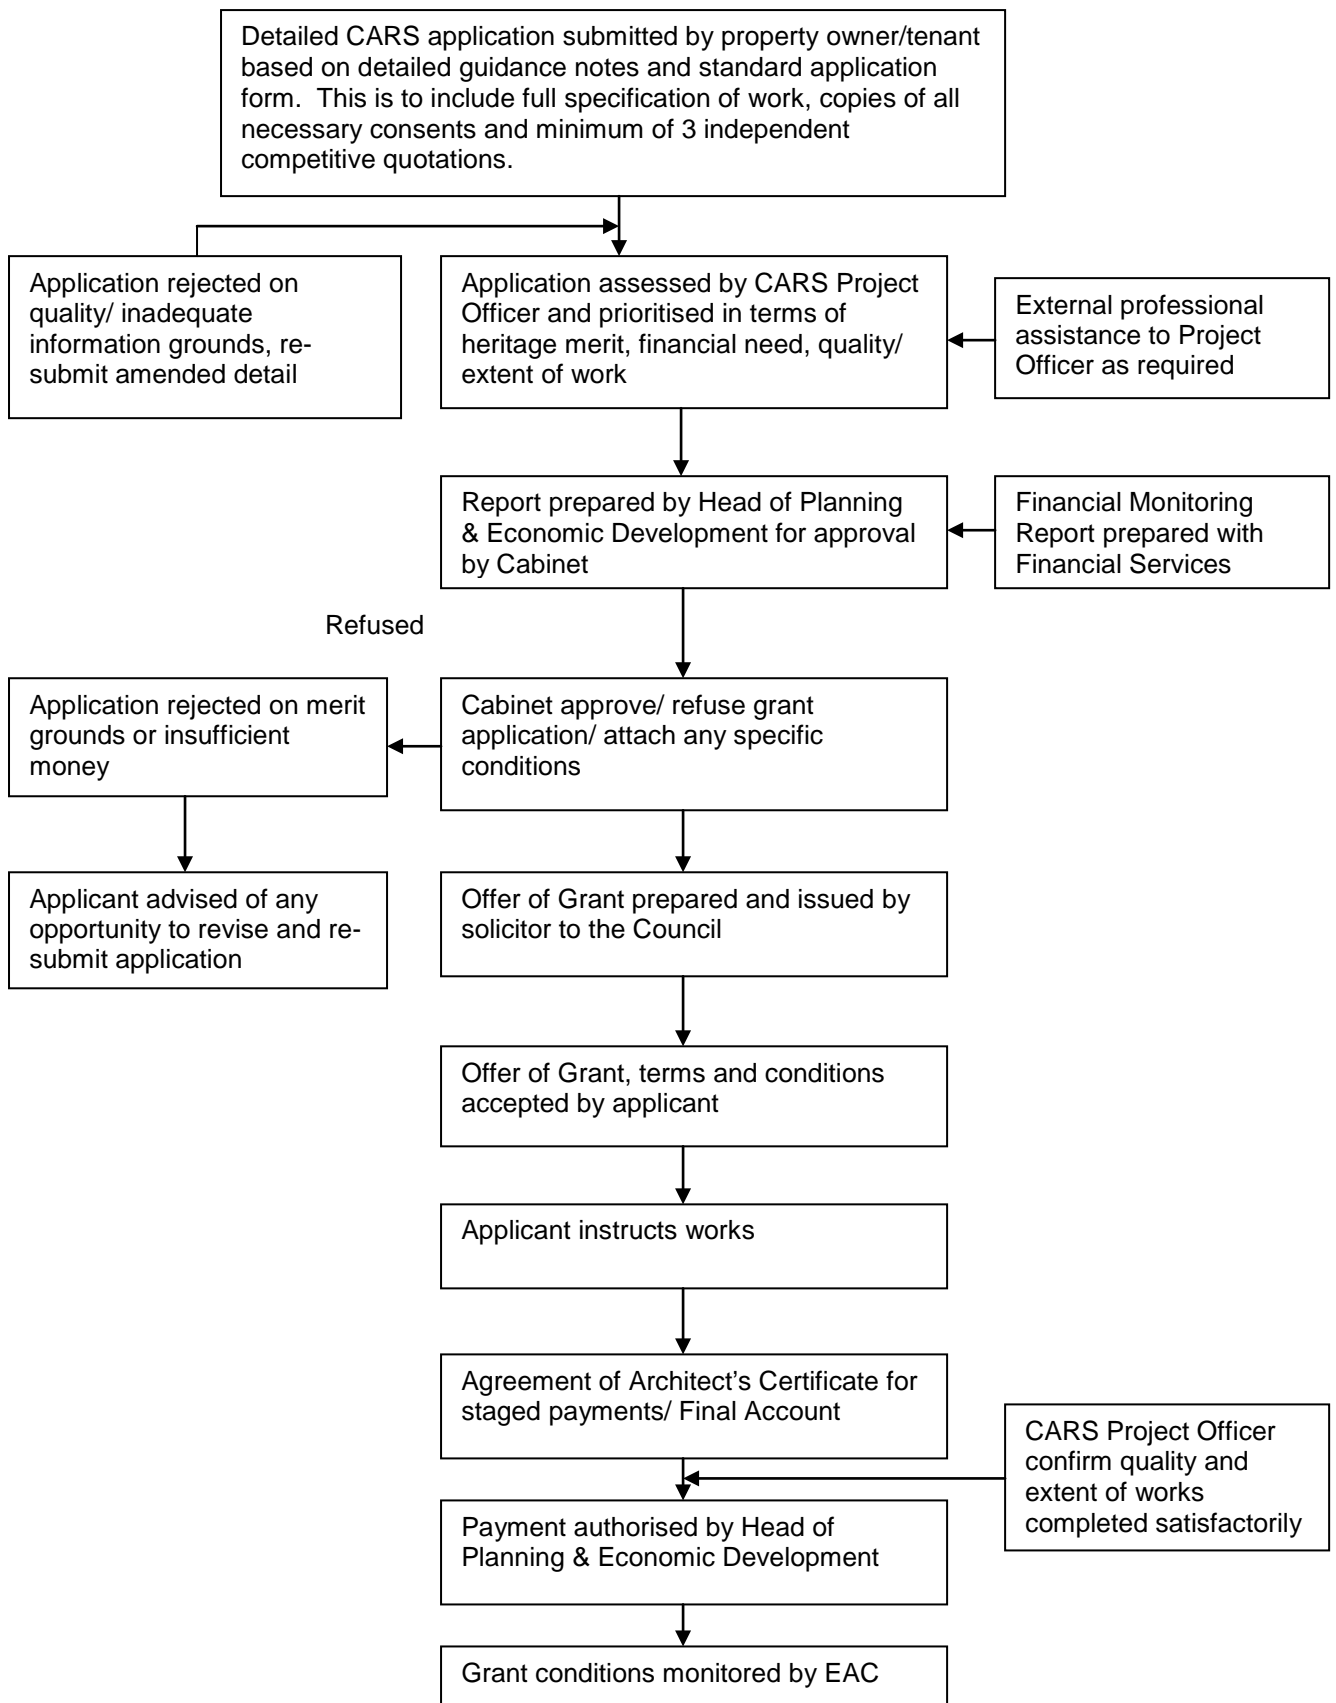 Detailed CARS application submitted by property owner/tenant
based on detailed guidance notes and standard application
form.  This is to include full specification of work, copies of all
necessary consents and minimum of 3 independent
competitive quotations.
Application rejected on
quality/ inadequate
information grounds, re-
submit amended detail
Application assessed by CARS Project
Officer and prioritised in terms of
heritage merit, financial need, quality/
extent of work
External professional
assistance to Project
Officer as required
Report prepared by Head of Planning
& Economic Development for approval
by Cabinet
Financial Monitoring
Report prepared with
Financial Services
Refused
Application rejected on merit
grounds or insufficient
money
Cabinet approve/ refuse grant
application/ attach any specific
conditions
Applicant advised of any
opportunity to revise and re-
submit application
Offer of Grant prepared and issued by
solicitor to the Council
Offer of Grant, terms and conditions
accepted by applicant
Applicant instructs works
Agreement of Architect’s Certificate for
staged payments/ Final Account
CARS Project Officer
confirm quality and
extent of works
completed satisfactorily
Payment authorised by Head of
Planning & Economic Development
Grant conditions monitored by EAC